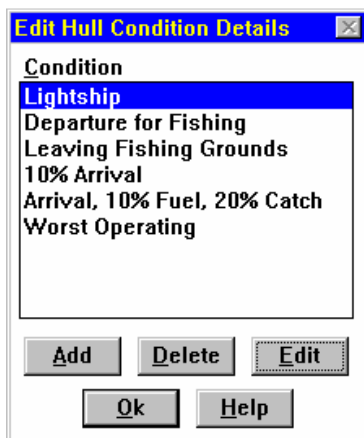 Edit Hull Condition Details
Condition
Lightship
Departure for Fishing
Leaving Fishing Grounds
10% Arrival
Arrival, 10% Fuel, 20% Catch
Worst Operating
Add Delete Edit
Ok Help